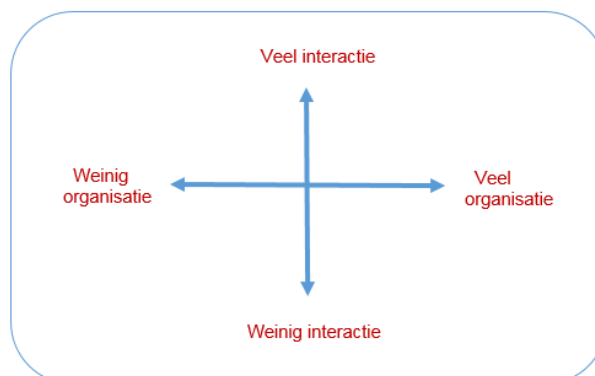 Veel interactie
Weinig
organisatie
Veel
organisatie
Weinig interactie